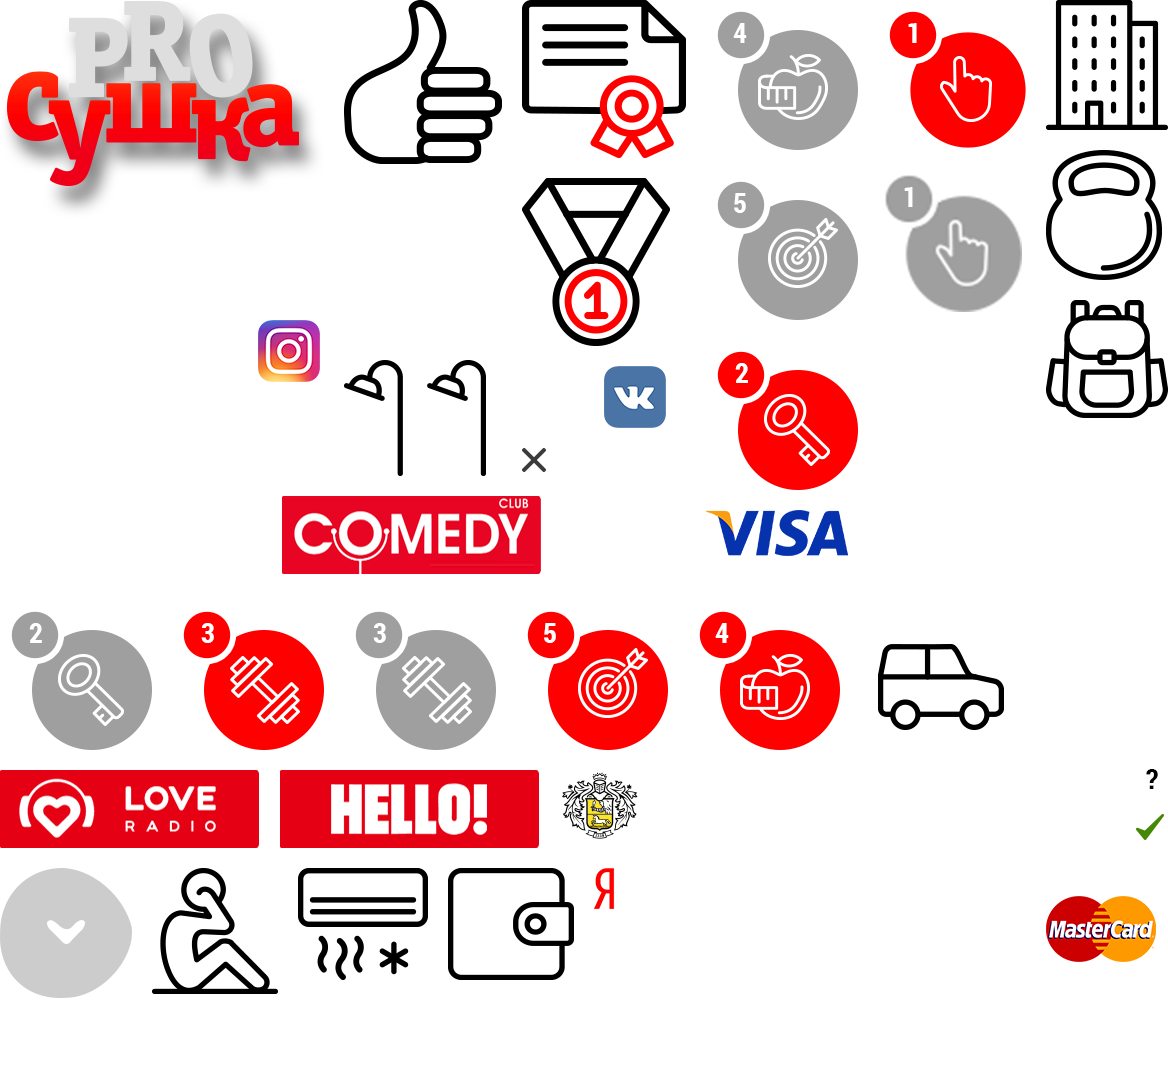 PRO
сушка
4
1
5
1
1
2
CLUB
COMEDY
VISA
2
3
3
5
4
LOVE
RADIO
HELLO!
?
Я
MasterCard